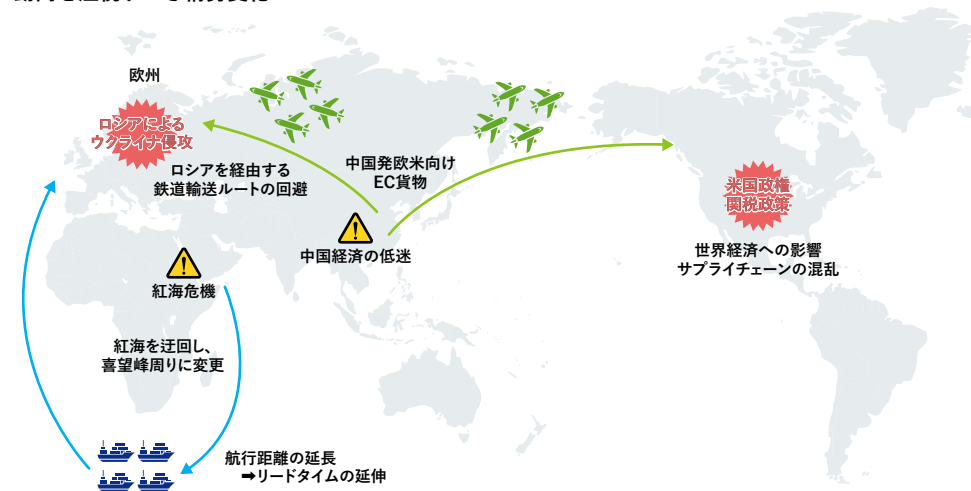 欧州
ロシアによる
ウクライナ侵攻
ロシアを経由する
鉄道輸送ルートの回避
中国発欧米向け
EC貨物
中国経済の低迷
米国政権
関税政策
世界経済への影響
サプライチェーンの混乱
紅海危機
紅海を迂回し、
喜望峰周りに変更
航行距離の延長
➡リードタイムの延伸